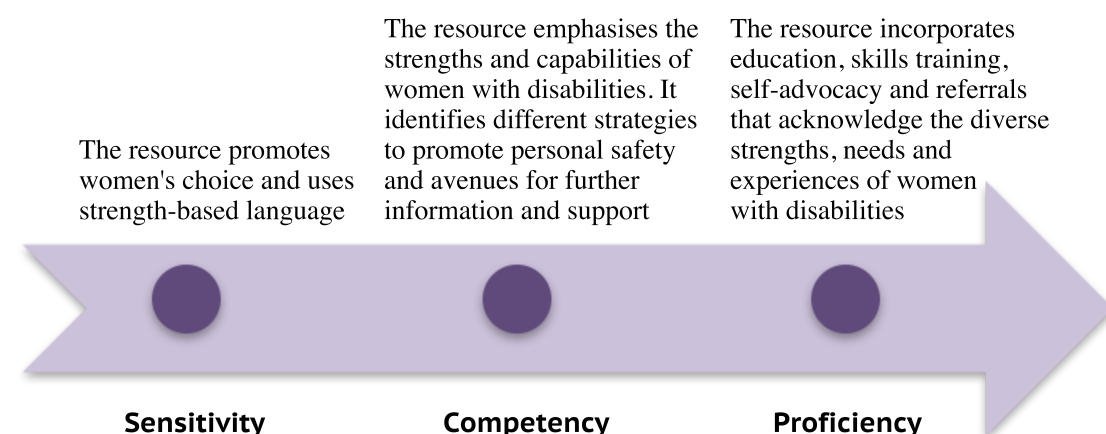 The resource promotes
women's choice and uses
strength-based language
The resource emphasises the
strengths and capabilities of
women with disabilities. It
identifies different strategies
to promote personal safety
and avenues for further
information and support
The resource incorporates
education, skills training,
self-advocacy and referrals
that acknowledge the diverse
strengths, needs and
experiences of women
with disabilities
Sensitivity
Competency
Proficiency